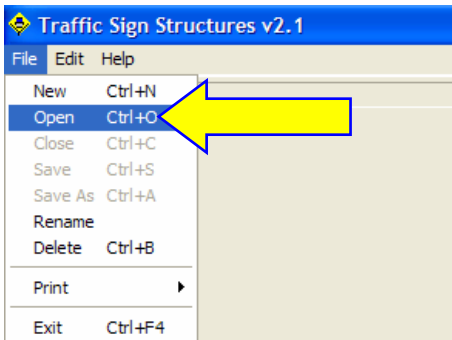 Traffic Sign Structures v2.1
File Edit Help
New Ctrl+N
Open Ctrl+O
Close Ctrl+C
Save Ctrl+S
Save As Ctrl+A
Rename
Delete Ctrl+B
Print
Exit Ctrl+F4